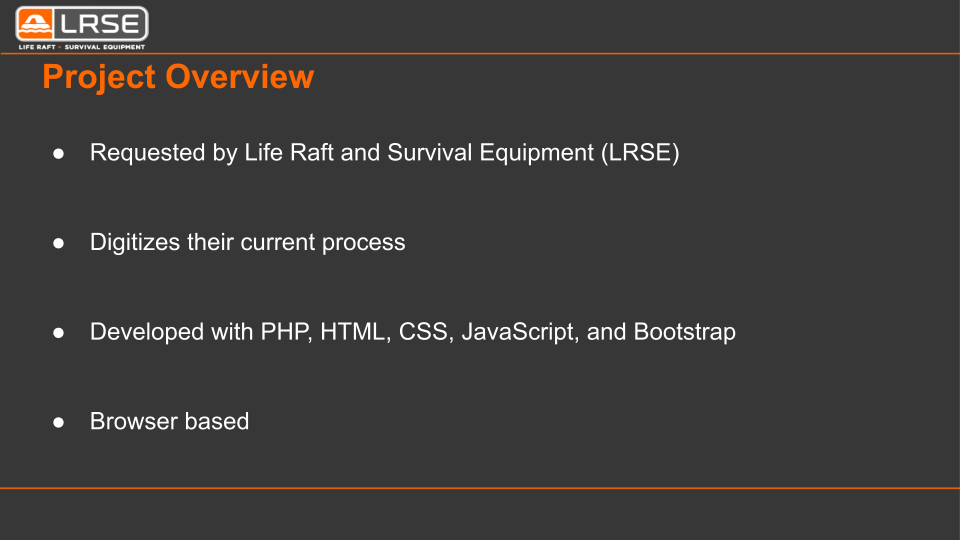 LRSE
LIFE RAFT - SURVIVAL EQUIPMENT
Project Overview
● Requested by Life Raft and Survival Equipment (LRSE)
● Digitizes their current process
● Developed with PHP, HTML, CSS, JavaScript, and Bootstrap
● Browser based